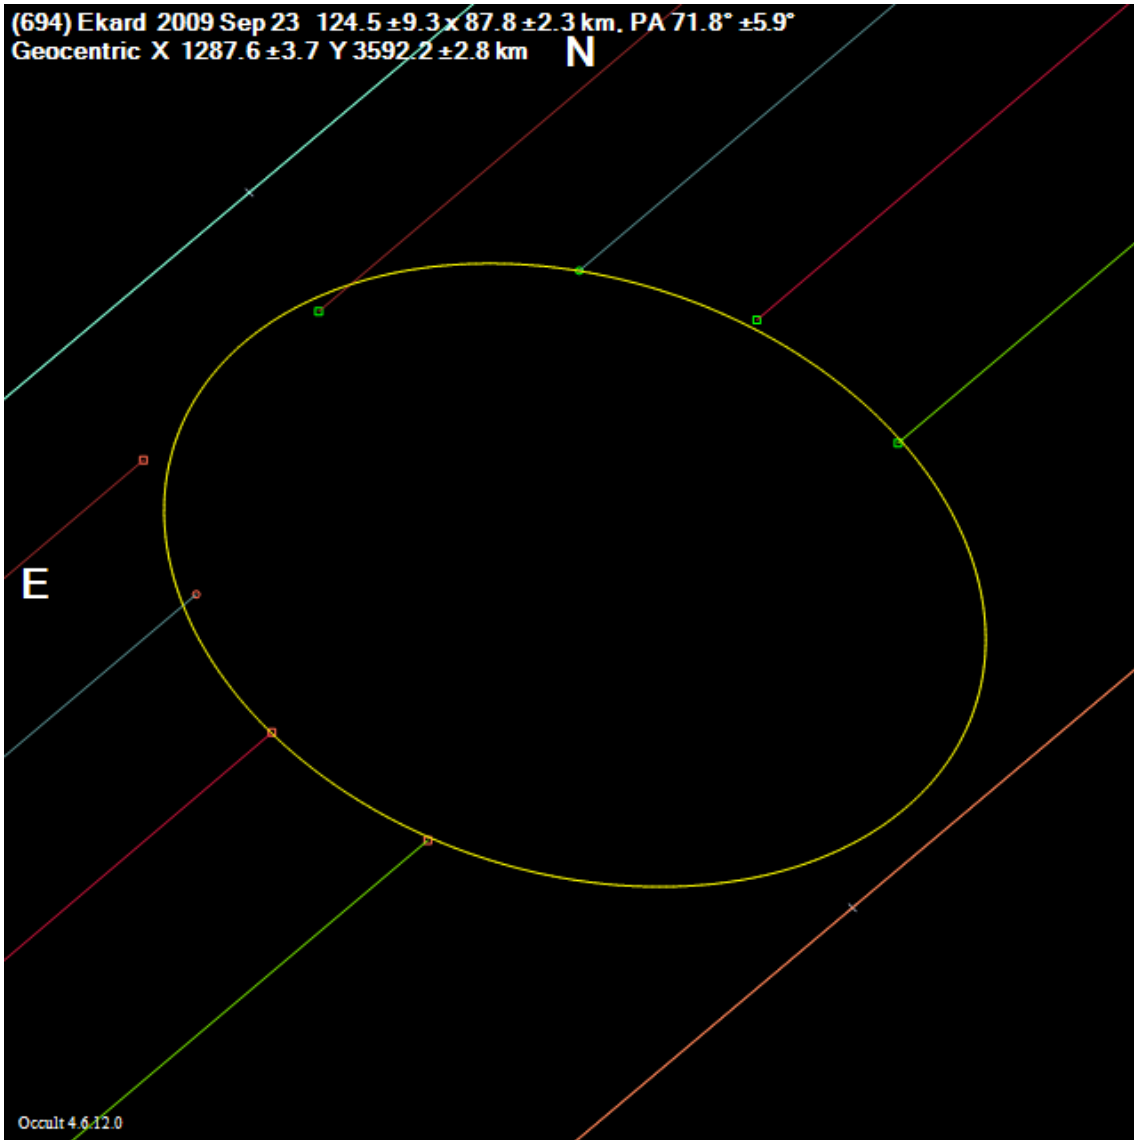 (694) Ekard 2009 Sep 23 124.5 ±9.3 x 87.8 ±2.3 km, PA 71.8° ±5.9°
Geocentric X 1287.6 ±3.7 Y 3592.2 ±2.8 km
N
E
Occult 4.6.12.0